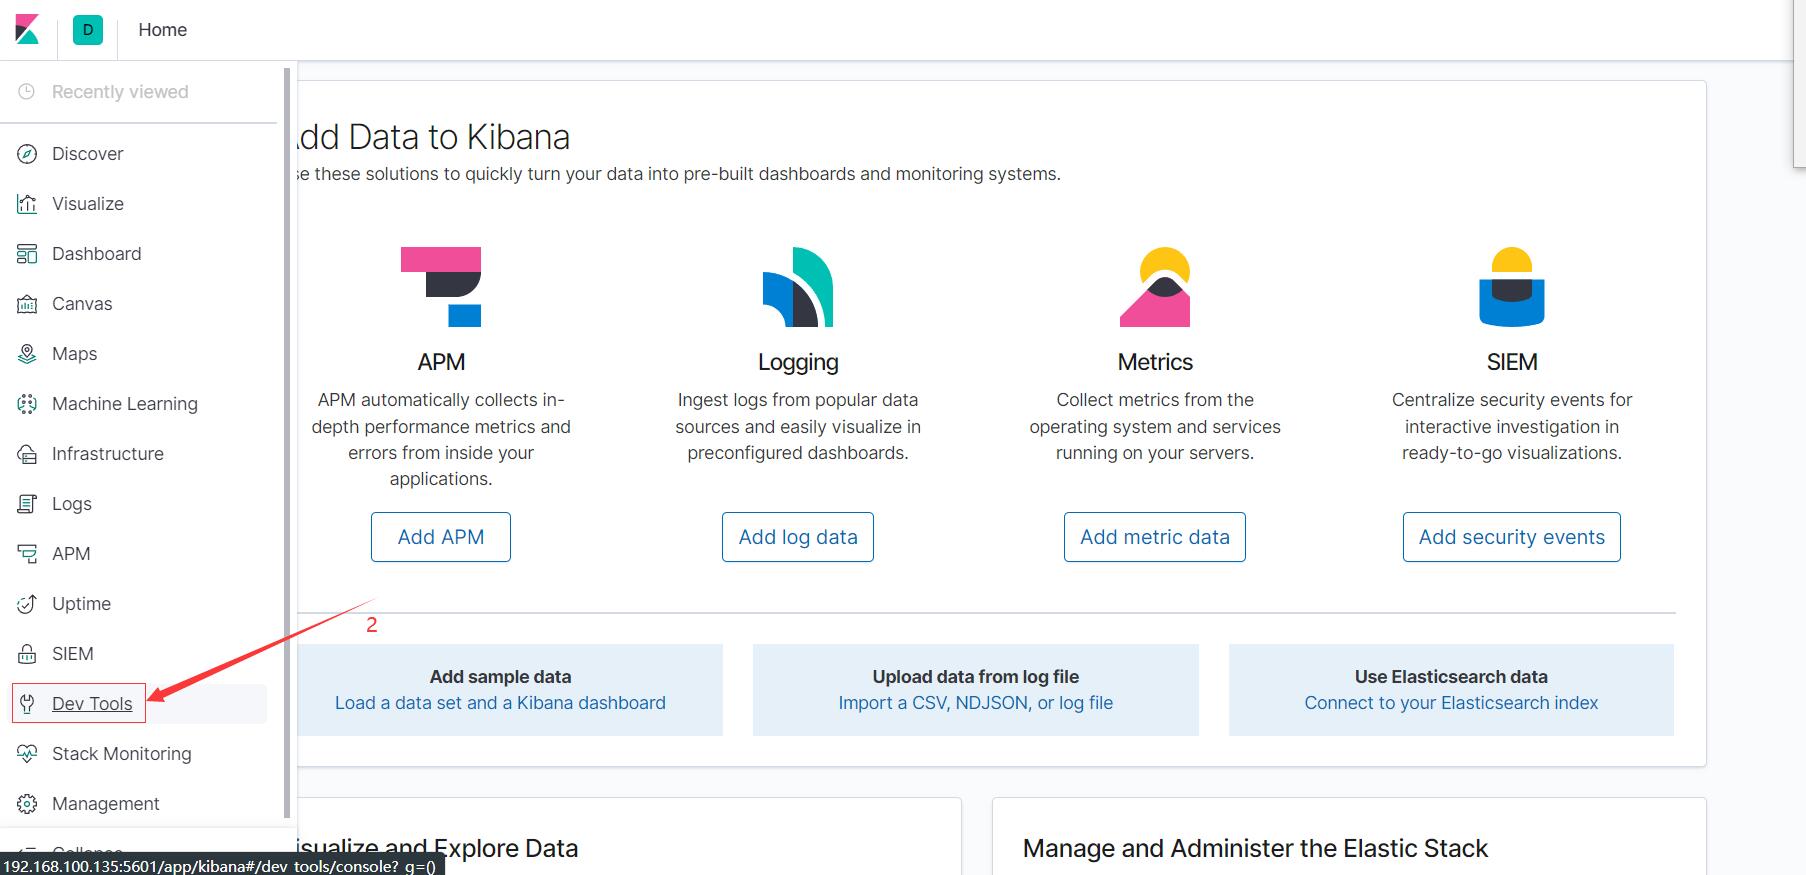 D
Home
Recently viewed
Discover
Visualize
Dashboard
Canvas
Maps
Machine Learning
Infrastructure
Logs
APM
Uptime
SIEM
Dev Tools
Stack Monitoring
Management
Collapse
192.168.100.135:5601/app/kibana#/dev_tools/console?_g=()
2
dd Data to Kibana
se these solutions to quickly turn your data into pre-built dashboards and monitoring systems.
APM
APM automatically collects in-
depth performance metrics and
errors from inside your
applications.
Add APM
Logging
Ingest logs from popular data
sources and easily visualize in
preconfigured dashboards.
Add log data
Metrics
Collect metrics from the
operating system and services
running on your servers.
Add metric data
SIEM
Centralize security events for
interactive investigation in
ready-to-go visualizations.
Add security events
Add sample data
Load a data set and a Kibana dashboard
Upload data from log file
Import a CSV, NDJSON, or log file
Use Elasticsearch data
Connect to your Elasticsearch index
isualize and Explore Data
Manage and Administer the Elastic Stack